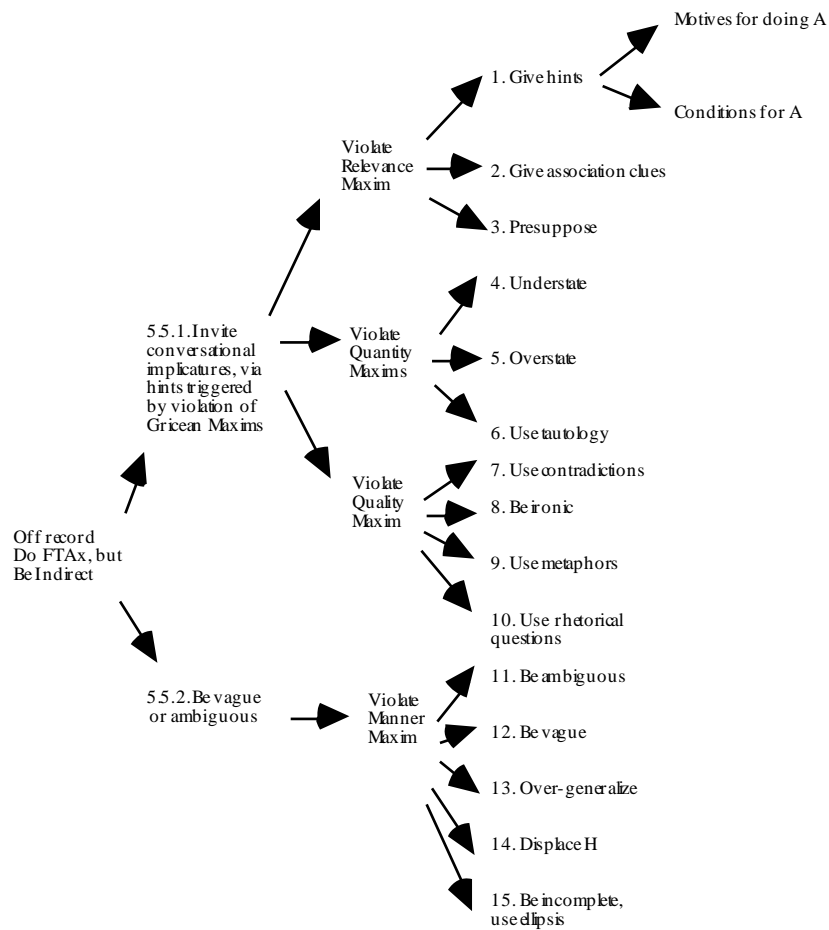 Motives for doing A
1. Give hints
Conditions for A
Violate
Relevance
Maxim
2. Give association clues
3. Presuppose
4. Understate
5.5.1. Invite
conversational
implicatures, via
hints triggered
by violation of
Gricean Maxims
Violate
Quantity
Maxims
5. Overstate
6. Use tautology
7. Use contradictions
Violate
Quality
Maxim
8. Be ironic
9. Use metaphors
10. Use rhetorical
questions
Off record
Do FTAx, but
Be Indirect
11. Be ambiguous
5.5.2. Be vague
or ambiguous
Violate
Manner
Maxim
12. Be vague
13. Over-generalize
14. Displace H
15. Be incomplete,
use ellipsis